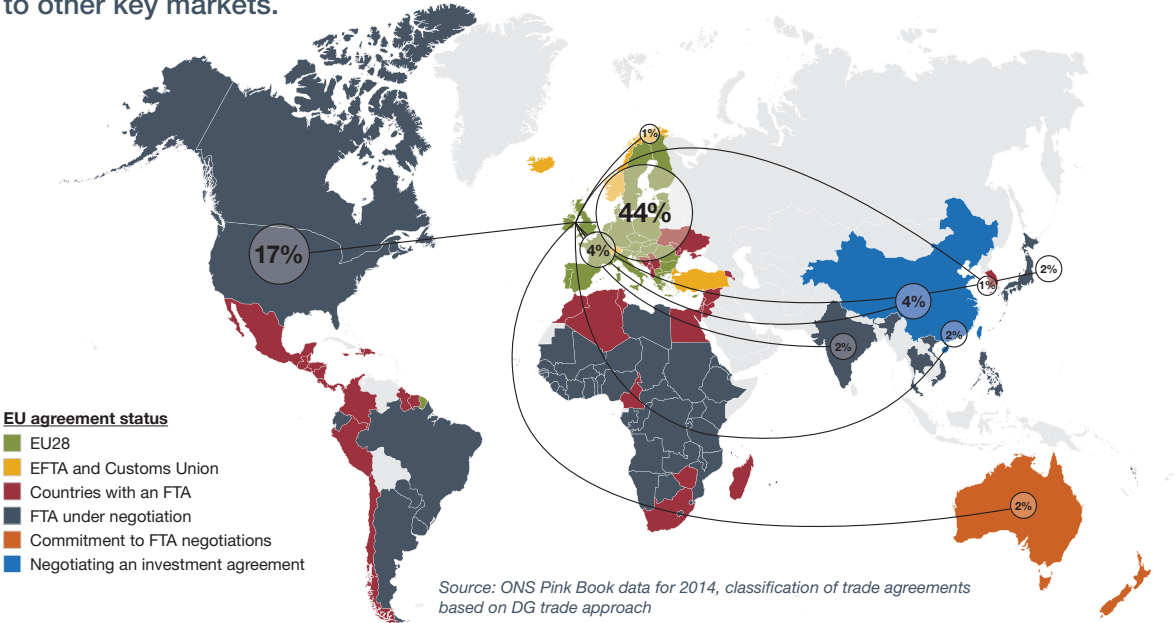 to other key markets.
1%
44%
4%
17%
2%
1%
4%
2%
2%
2%
EU agreement status
EU28
EFTA and Customs Union
Countries with an FTA
FTA under negotiation
Commitment to FTA negotiations
Negotiating an investment agreement
Source: ONS Pink Book data for 2014, classification of trade agreements
based on DG trade approach